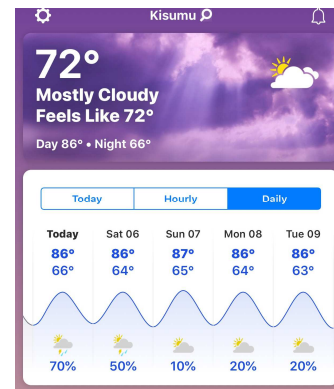 Kisumu
72°
Mostly Cloudy
Feels Like 72°
Day 86° • Night 66°
Today Hourly Daily
Today Sat 06 Sun 07 Mon 08 Tue 09
86° 86° 87° 86° 86°
66° 64° 65° 64° 63°
70% 50% 10% 20% 20%